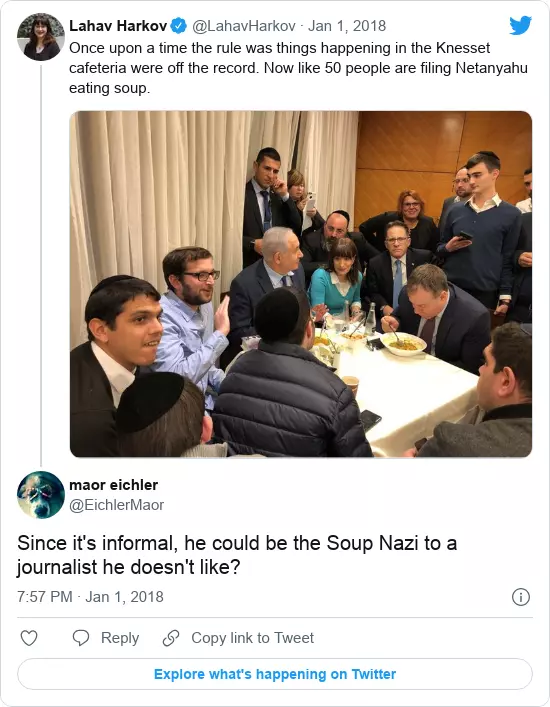 Lahav Harkov @LahavHarkov · Jan 1, 2018
Once upon a time the rule was things happening in the Knesset
cafeteria were off the record. Now like 50 people are filing Netanyahu
eating soup.
maor eichler
@EichlerMaor
Since it's informal, he could be the Soup Nazi to a
journalist he doesn't like?
7:57 PM · Jan 1, 2018
Reply Copy link to Tweet
Explore what's happening on Twitter